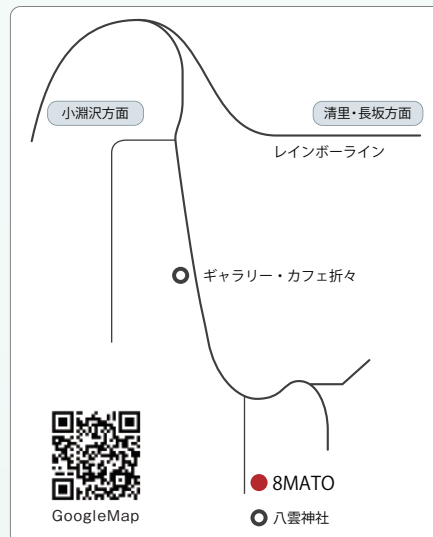 小淵沢方面
清里・長坂方面
レインボーライン
ギャラリー・カフェ折々
8MATO
八雲神社
GoogleMap